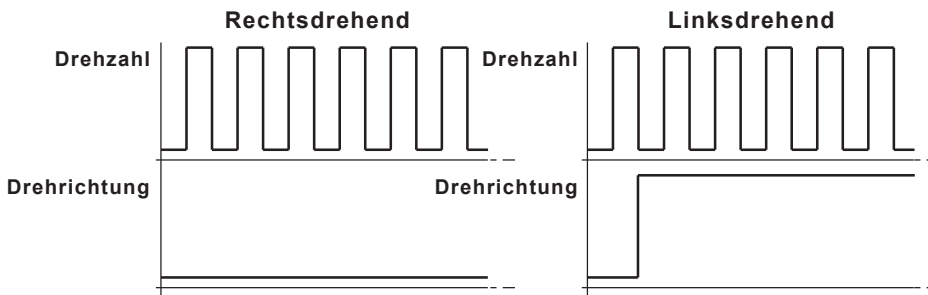 Rechtsdrehend
Linksdrehend
Drehzahl
Drehzahl
Drehrichtung
Drehrichtung